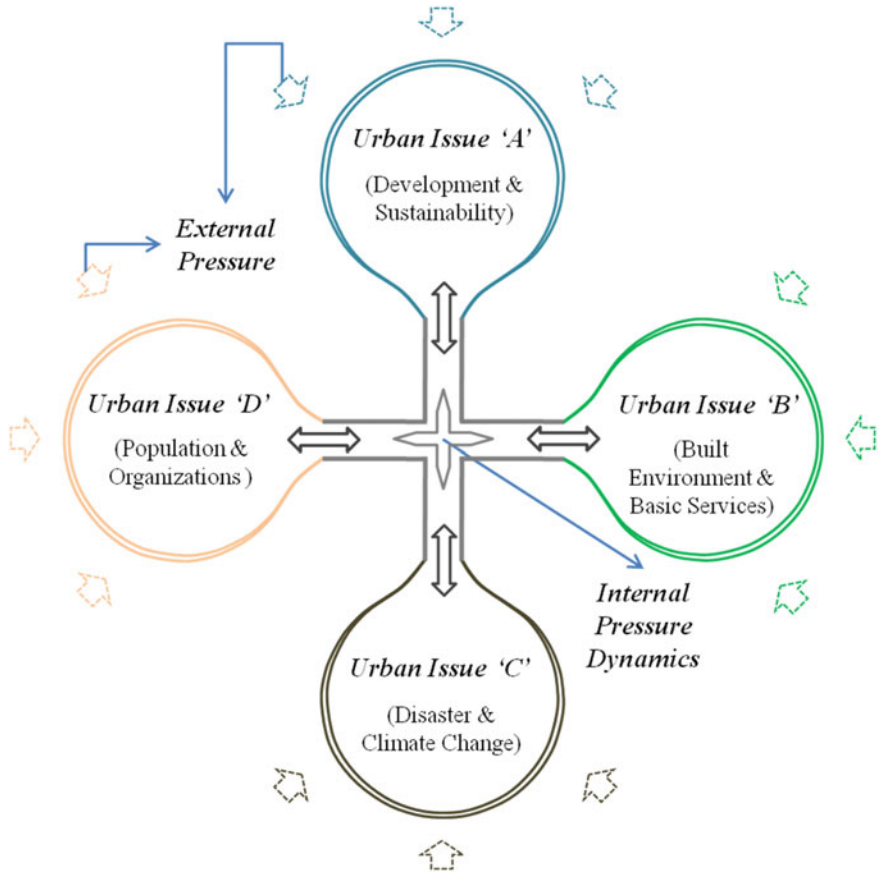 Urban Issue ‘A’
(Development &
Sustainability)
External
Pressure
Urban Issue ‘D’
(Population &
Organizations )
Urban Issue ‘B’
(Built
Environment &
Basic Services)
Internal
Pressure
Dynamics
Urban Issue ‘C’
(Disaster &
Climate Change)